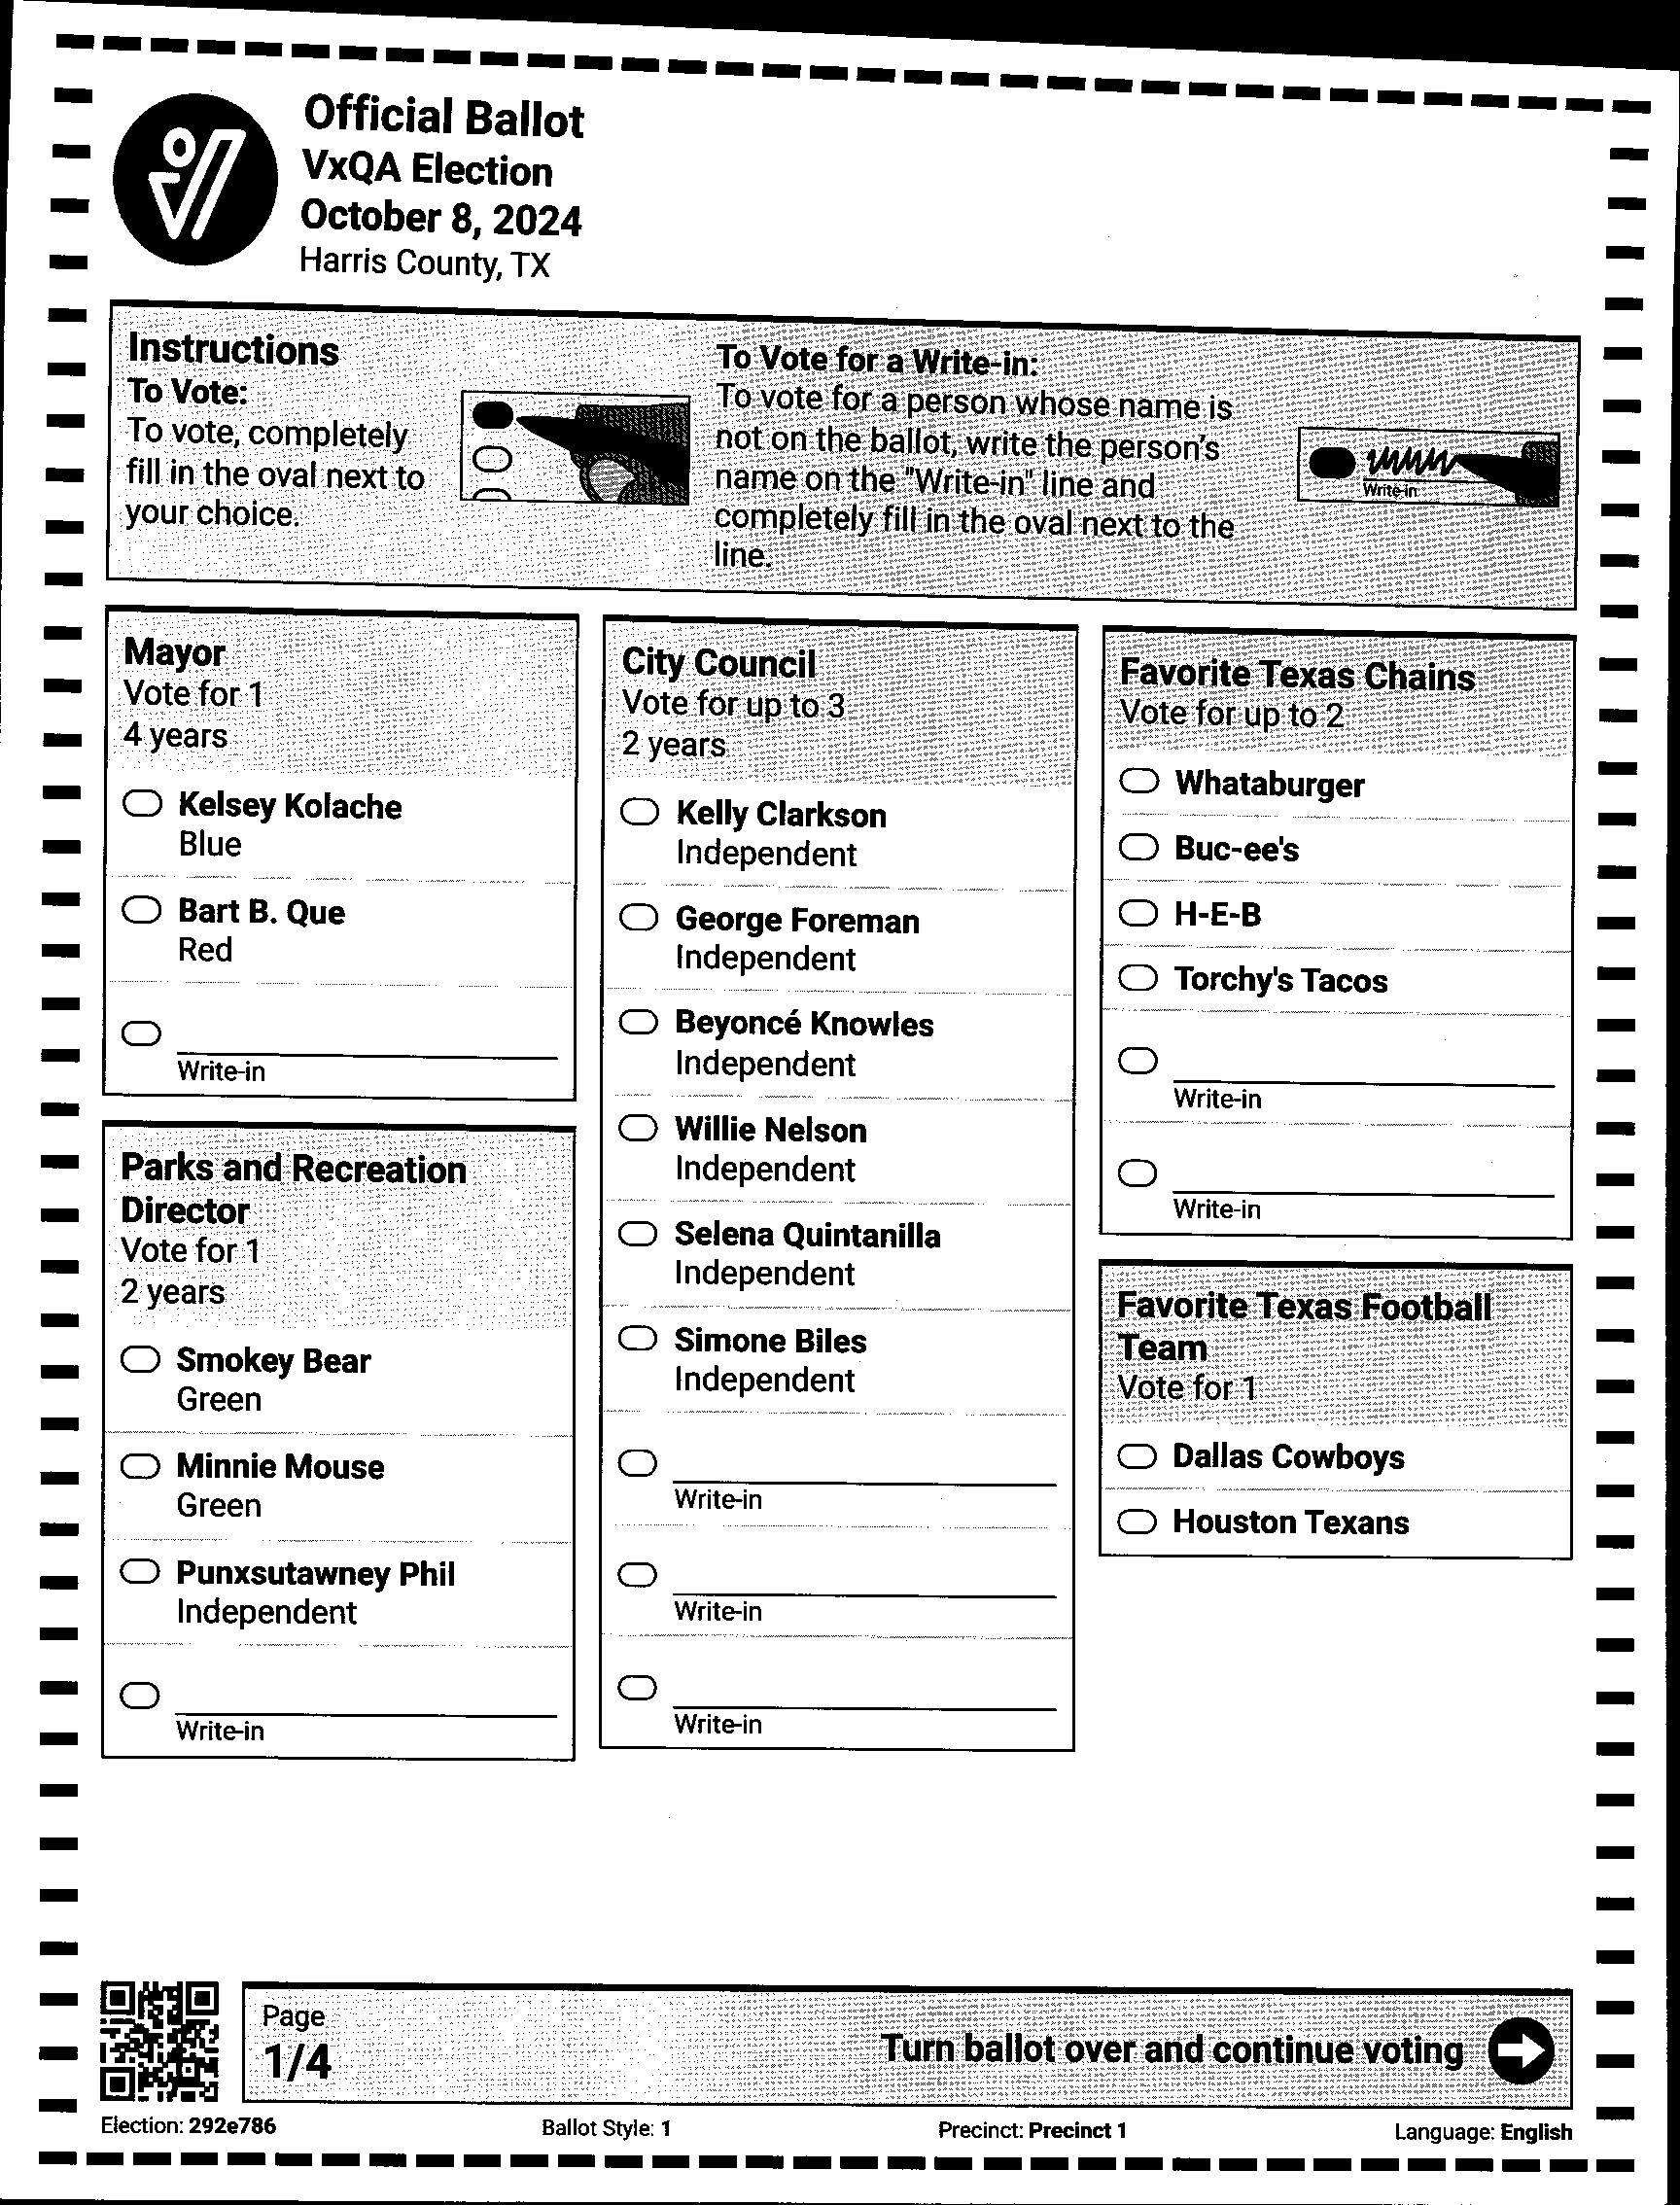 Official Ballot
VxQA Election
October 8, 2024
Harris County, TX
Instructions
To Vote:
To vote, completely
fill in the oval next to
your choice.
To Vote for a Write-in:
To vote for a person whose name is
not on the ballot, write the person's
name on the "Write-in" line and
completely fill in the oval next to the
line.
Write-in
Mayor
Vote for 1
4 years
Kelsey Kolache
Blue
Bart B. Que
Red
Write-in
Parks and Recreation
Director
Vote for 1
2 years
Smokey Bear
Green
Minnie Mouse
Green
Punxsutawney Phil
Independent
Write-in
City Council
Vote for up to 3
2 years
Kelly Clarkson
Independent
George Foreman
Independent
Beyoncé Knowles
Independent
Willie Nelson
Independent
Selena Quintanilla
Independent
Simone Biles
Independent
Write-in
Write-in
Write-in
Favorite Texas Chains
Vote for up to 2
Whataburger
Buc-ee's
H-E-B
Torchy's Tacos
Write-in
Write-in
Favorite Texas Football
Team
Vote for 1
Dallas Cowboys
Houston Texans
Page
1/4
Turn ballot over and continue voting
Election: 292e786
Ballot Style: 1
Precinct: Precinct 1
Language: English